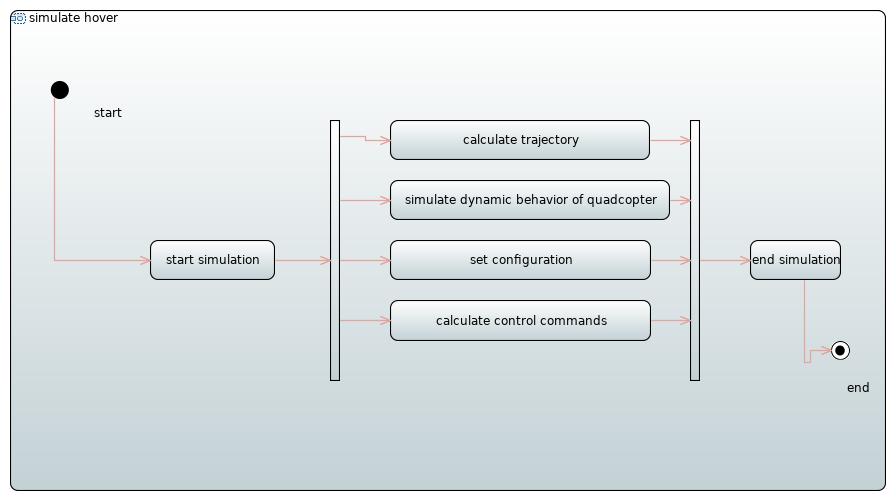 simulate hover
start
calculate trajectory
simulate dynamic behavior of quadcopter
start simulation
set configuration
end simulation
calculate control commands
end